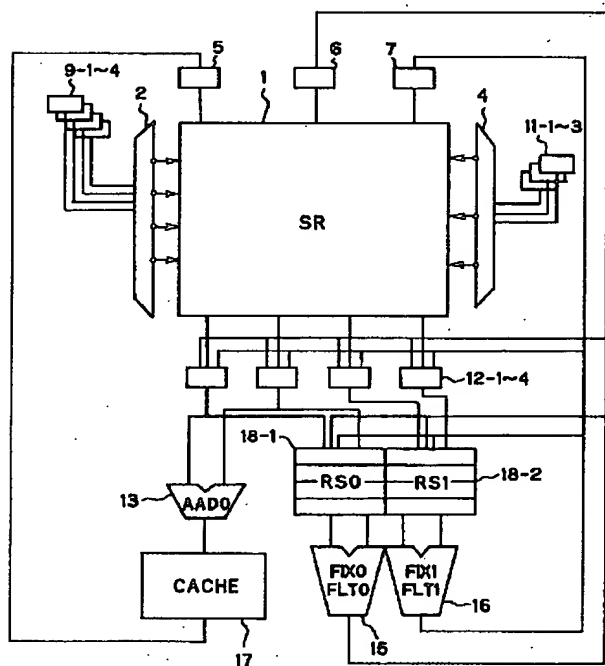 5
6
7
9-1~4
2
1
4
11-1~3
SR
12-1~4
18-1
RS0
RS1
18-2
13
AADO
FIX0
FLT0
FIX1
FLT1
CACHE
17
15
16